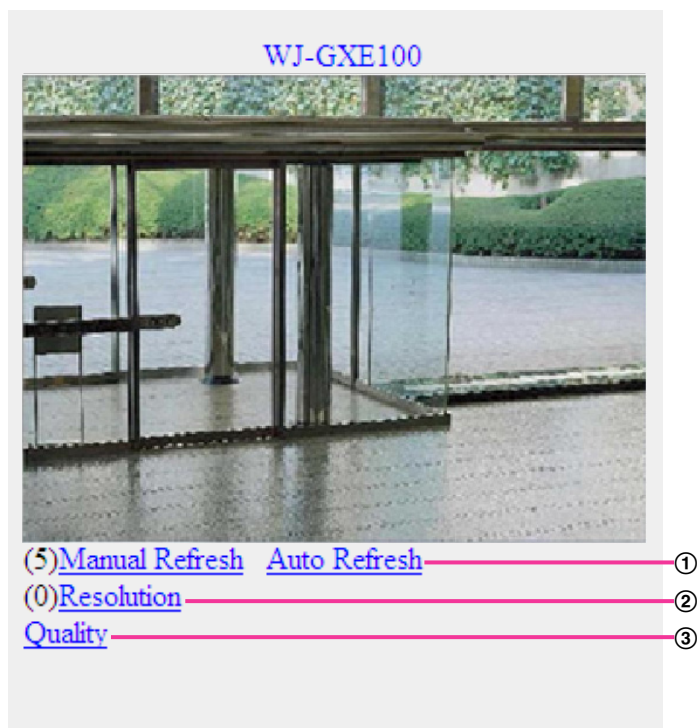 WJ-GXE100
(5)Manual Refresh Auto Refresh ①
(0)Resolution ②
Quality ③